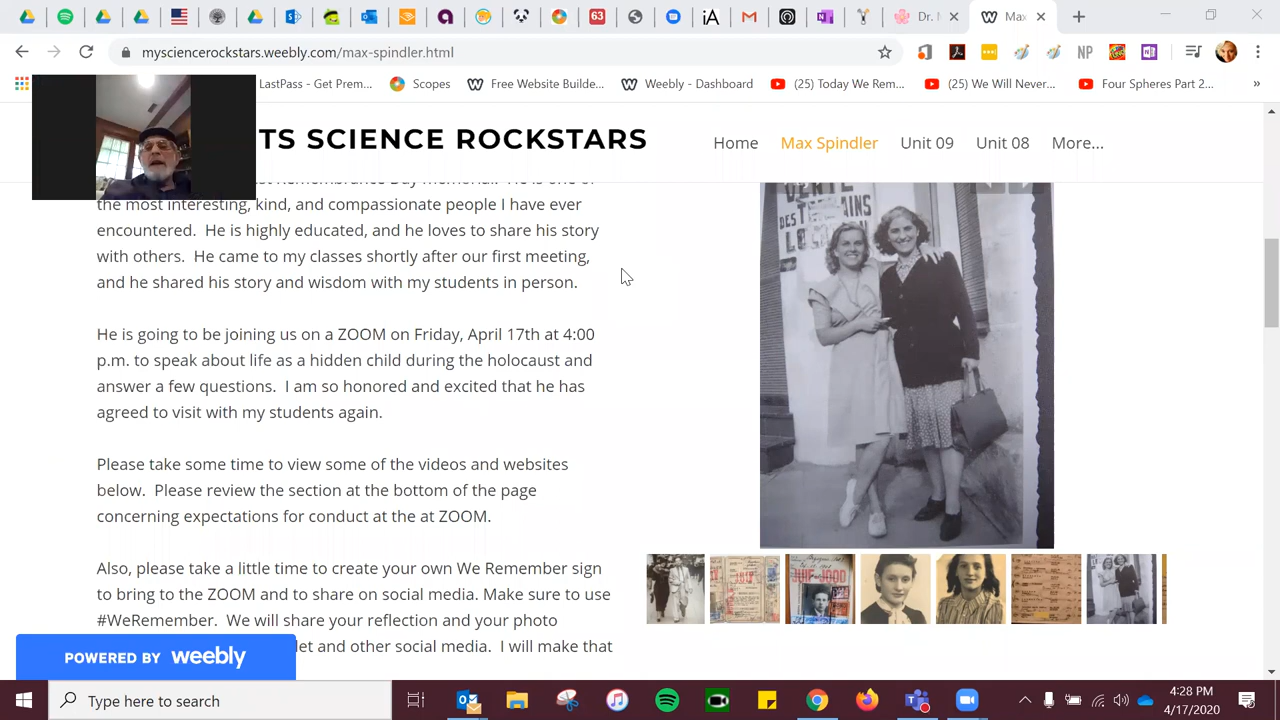 Dr. M
Max
mysciencerockstars.weebly.com/max-spindler.html
LastPass - Get Prem...
Scopes
Free Website Builde...
Weebly - Dashboard
(25) Today We Rem...
(25) We Will Never...
Four Spheres Part 2...
»
TS SCIENCE ROCKSTARS
Home
Max Spindler
Unit 09
Unit 08
More...
the most interesting, kind, and compassionate people I have ever
encountered. He is highly educated, and he loves to share his story
with others. He came to my classes shortly after our first meeting,
and he shared his story and wisdom with my students in person.
He is going to be joining us on a ZOOM on Friday, April 17th at 4:00
p.m. to speak about life as a hidden child during the holocaust and
answer a few questions. I am so honored and excited that he has
agreed to visit with my students again.
Please take some time to view some of the videos and websites
below. Please review the section at the bottom of the page
concerning expectations for conduct at the at ZOOM.
Also, please take a little time to create your own We Remember sign
to bring to the ZOOM and to share on social media. Make sure to use
#WeRemember. We will share your reflection and your photo
let and other social media. I will make that
POWERED BY weebly
Type here to search
4:28 PM
4/17/2020